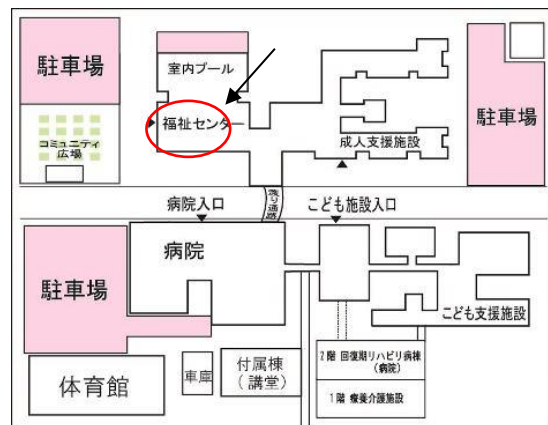 駐車場
室内プール
福祉センター
コミュニティ
広場
成人支援施設
駐車場
渡り通路
病院入口
こども施設入口
病院
駐車場
こども支援施設
体育館
車庫
付属棟
(講堂)
2階 回復期リハビリ病棟
(病院)
1階 療養介護施設